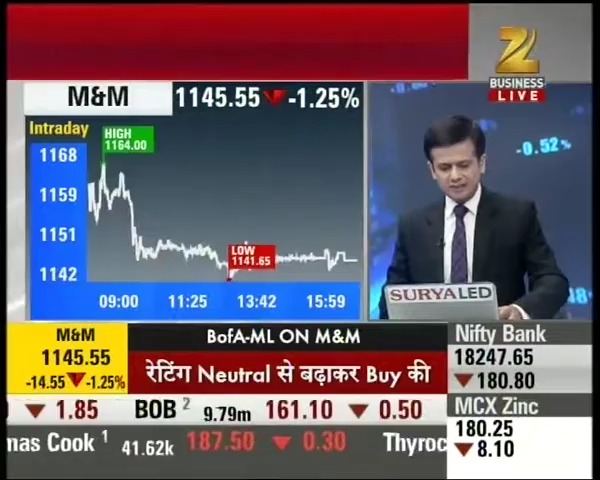 Z
BUSINESS
LIVE
M&M 1145.55 -1.25%
Intraday
HIGH
1164.00
1168
1159
1151
1142
LOW
1141.65
09:00 11:25 13:42 15:59
-0.52%
SURYA LED
M&M
1145.55
-14.55 -1.25%
BOFA-ML ON M&M
रेटिंग Neutral से बढ़ाकर Buy की
Nifty Bank
18247.65
180.80
MCX Zinc
180.25
8.10
1.85 BOB 2 9.79m 161.10 0.50
mas Cook 1 41.62k 187.50 0.30 Thyroc